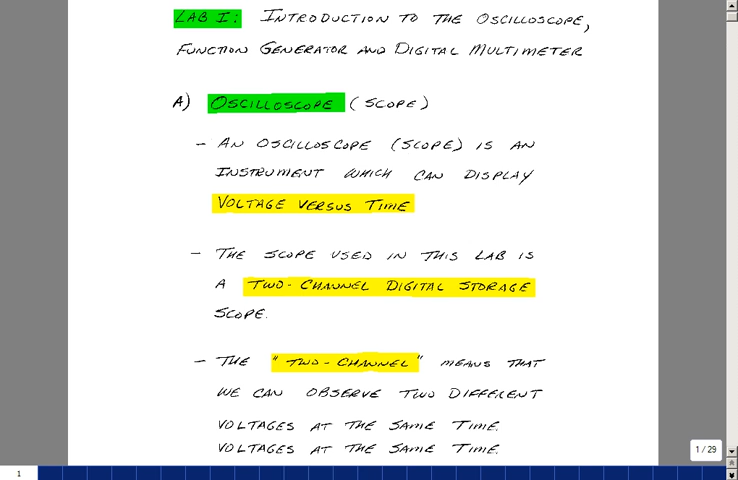 LAB I: INTRODUCTION TO THE OSCILLOSCOPE,
FUNCTION GENERATOR AND DIGITAL MULTIMETER
A) OSCILLOSCOPE (SCOPE)
- AN OSCILLOSCOPE (SCOPE) IS AN
INSTRUMENT WHICH CAN DISPLAY
VOLTAGE VERSUS TIME
- THE SCOPE USED IN THIS LAB IS
A TWO-CHANNEL DIGITAL STORAGE
SCOPE.
- THE "TWO-CHANNEL" MEANS THAT
WE CAN OBSERVE TWO DIFFERENT
VOLTAGES AT THE SAME TIME.
VOLTAGES AT THE SAME TIME.
1 / 29
1